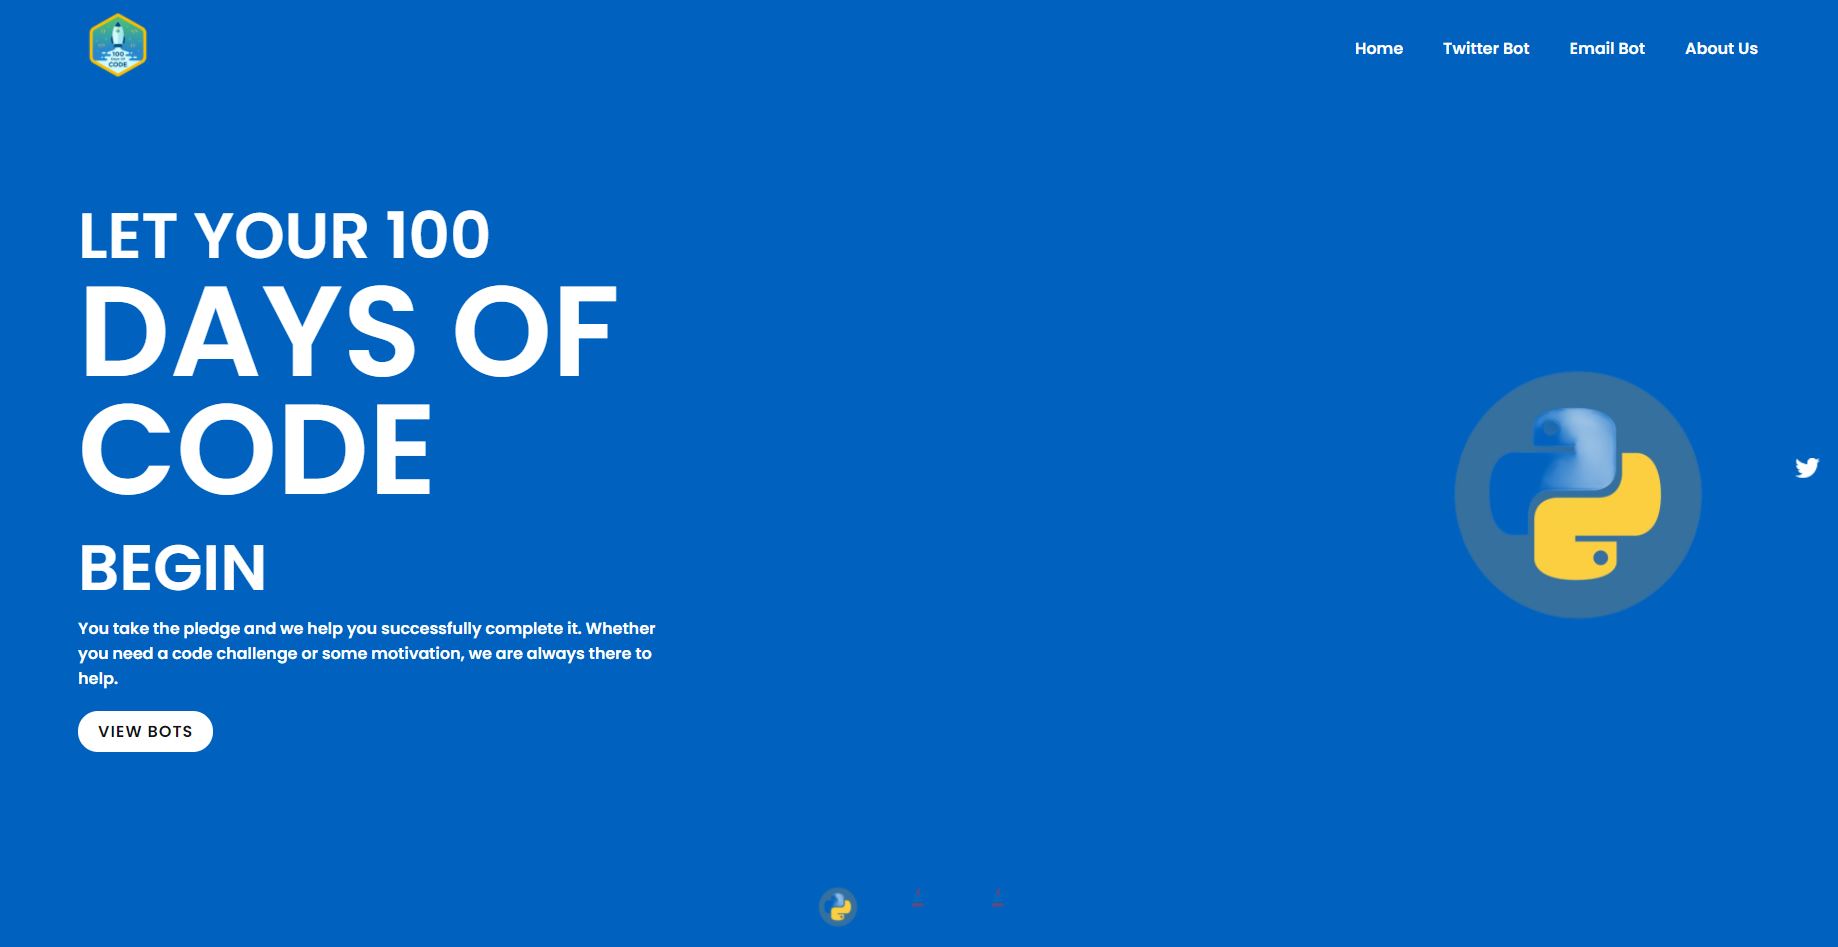 100
DAYS OF
CODE
Home
Twitter Bot
Email Bot
About Us
LET YOUR 100
DAYS OF
CODE
BEGIN
You take the pledge and we help you successfully complete it. Whether
you need a code challenge or some motivation, we are always there to
help.
VIEW BOTS